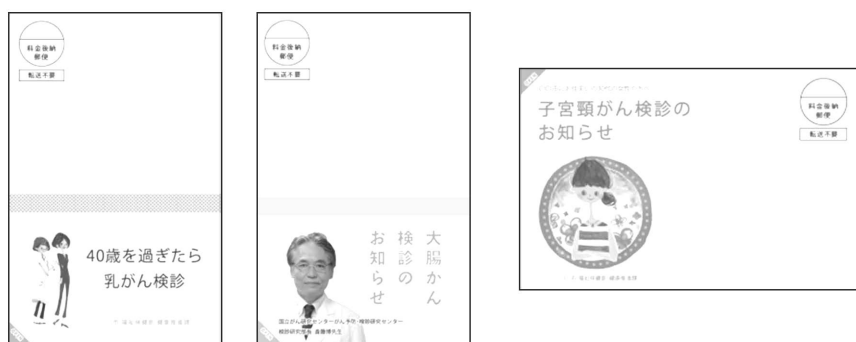 料金後納
郵便
転送不要
40歳を過ぎたら
乳がん検診
料金後納
郵便
転送不要
大腸がん
検診の
お知らせ
国立がん研究センターがん予防・検診研究センター
検診研究部長 斎藤博先生
子宮頸がん検診の
お知らせ
料金後納
郵便
転送不要